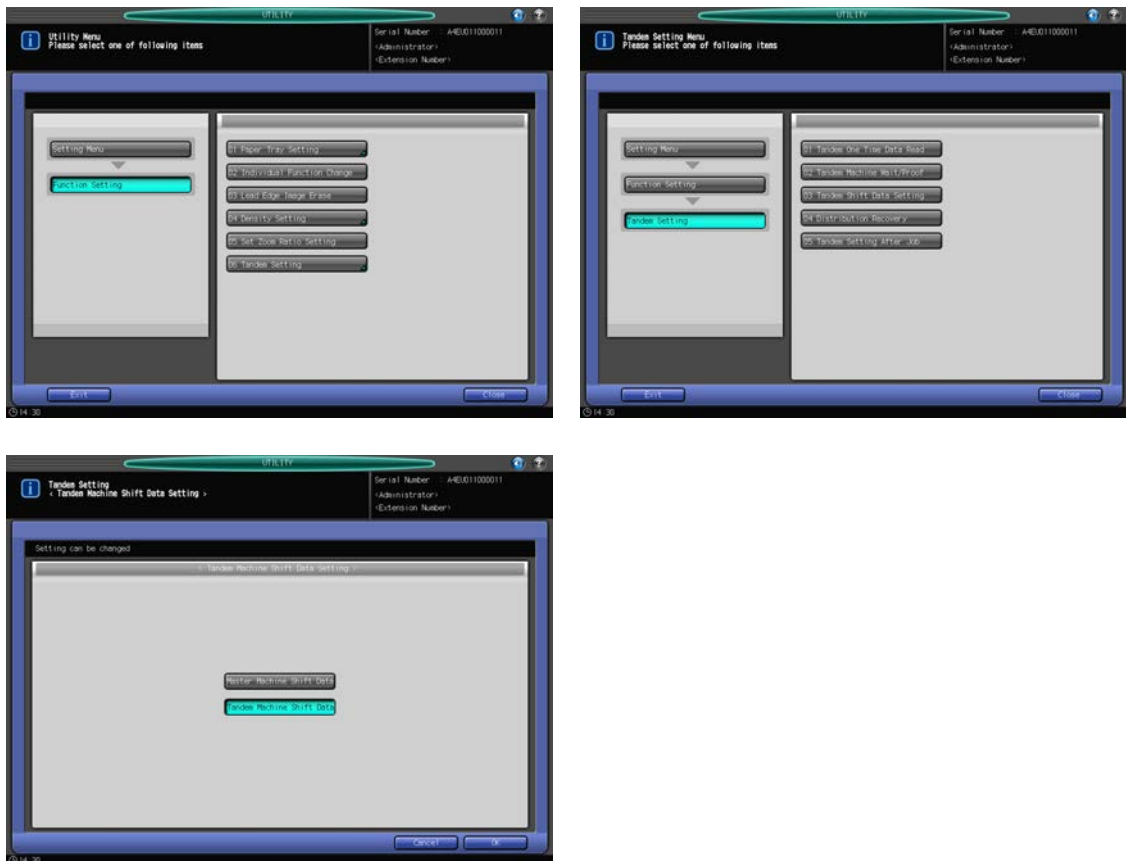 UTILITY
Utility Menu
Please select one of following items
Serial Number : A4EU011000011
<Administrator>
<Extension Number>
Setting Menu
Function Setting
01 Paper Tray Setting
02 Individual Function Change
03 Lead Edge Image Erase
04 Density Setting
05 Set Zoom Ratio Setting
06 Tandem Setting
Exit
Close
14:30
UTILITY
Tandem Setting Menu
Please select one of following items
Serial Number : A4EU011000011
<Administrator>
<Extension Number>
Setting Menu
Function Setting
Tandem Setting
01 Tandem One Time Data Read
02 Tandem Machine Wait/Proof
03 Tandem Shift Data Setting
04 Distribution Recovery
05 Tandem Setting After Job
Exit
Close
14:30
UTILITY
Tandem Setting
< Tandem Machine Shift Data Setting >
Serial Number : A4EU011000011
<Administrator>
<Extension Number>
Setting can be changed
< Tandem Machine Shift Data Setting >
Master Machine Shift Data
Tandem Machine Shift Data
Cancel
OK
14:30